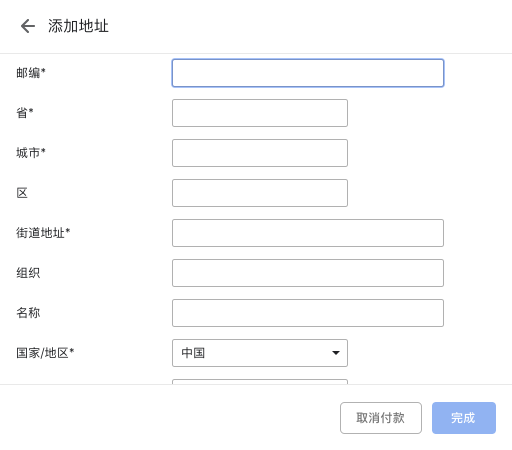 添加地址
邮编*
省*
城市*
区
街道地址*
组织
名称
国家/地区*
中国
取消付款
完成